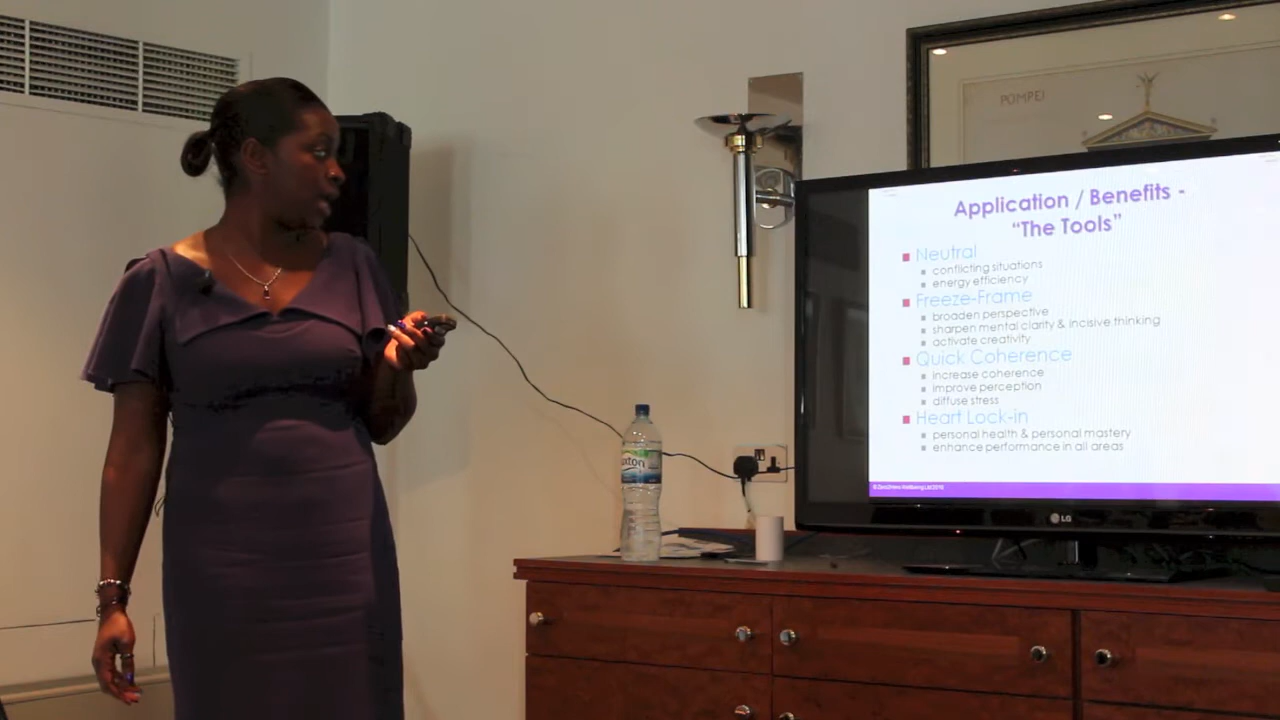 POMPEI
Application / Benefits -
“The Tools”
Neutral
conflicting situations
energy efficiency
Freeze-Frame
broaden perspective
sharpen mental clarity & incisive thinking
activate creativity
Quick Coherence
increase coherence
improve perception
diffuse stress
Heart Lock-in
personal health & personal mastery
enhance performance in all areas
LG